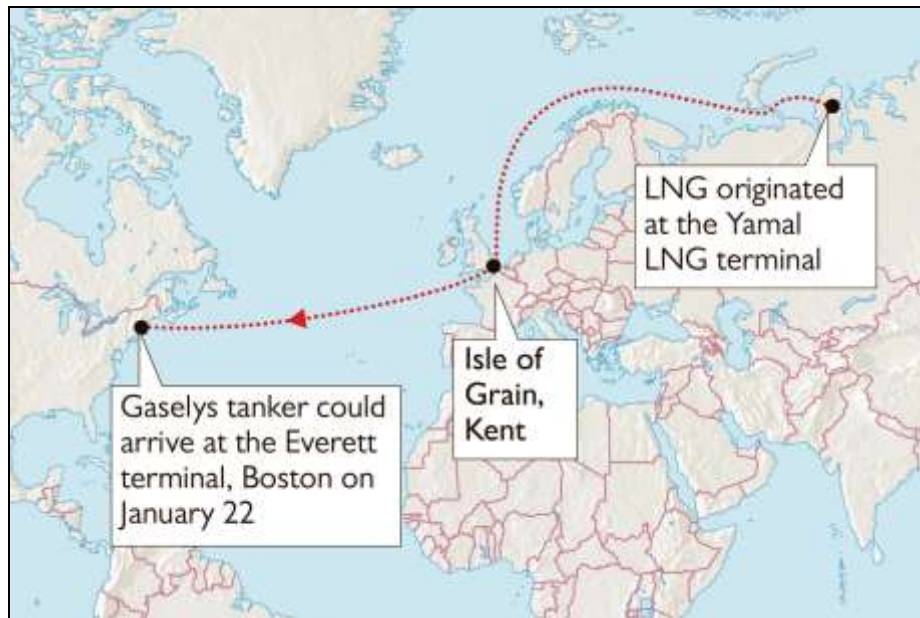 LNG originated
at the Yamal
LNG terminal
Isle of
Grain,
Kent
Gaselys tanker could
arrive at the Everett
terminal, Boston on
January 22